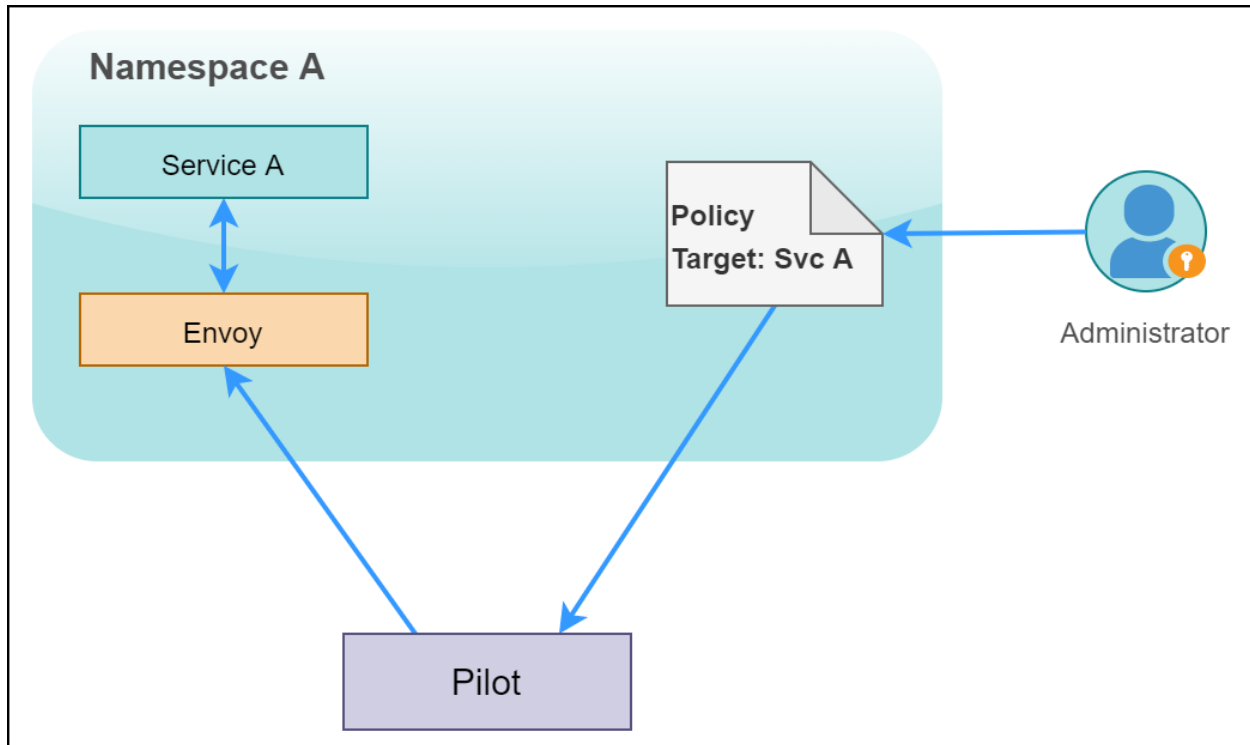 Namespace A
Service A
Policy
Target: Svc A
Envoy
Administrator
Pilot